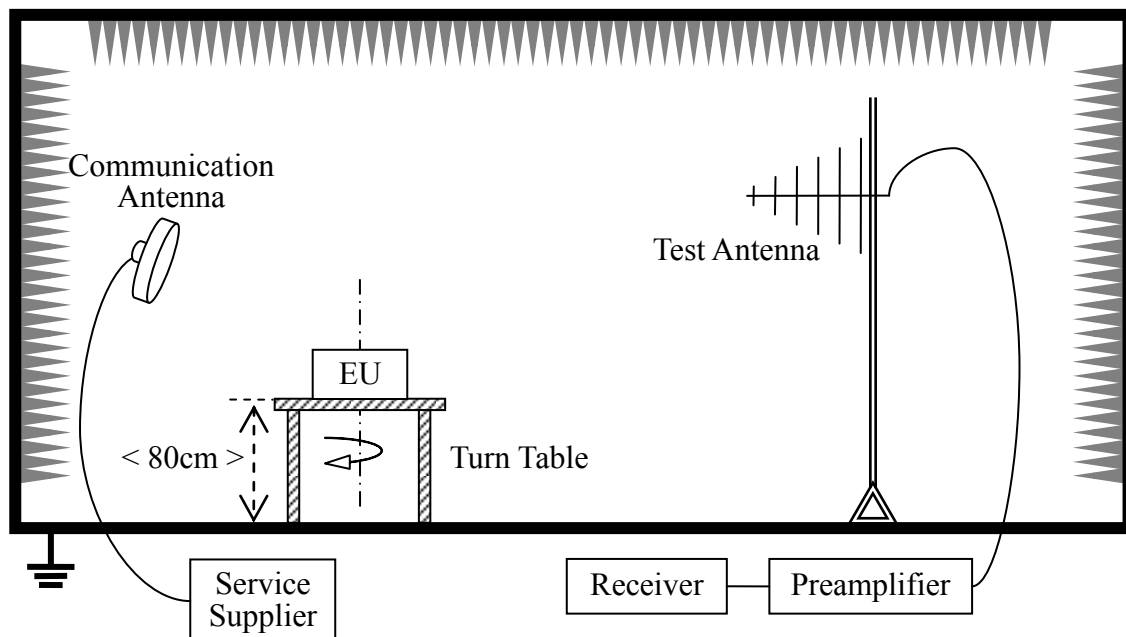 Communication
Antenna
Test Antenna
EU
< 80cm >
Turn Table
Service
Supplier
Receiver
Preamplifier